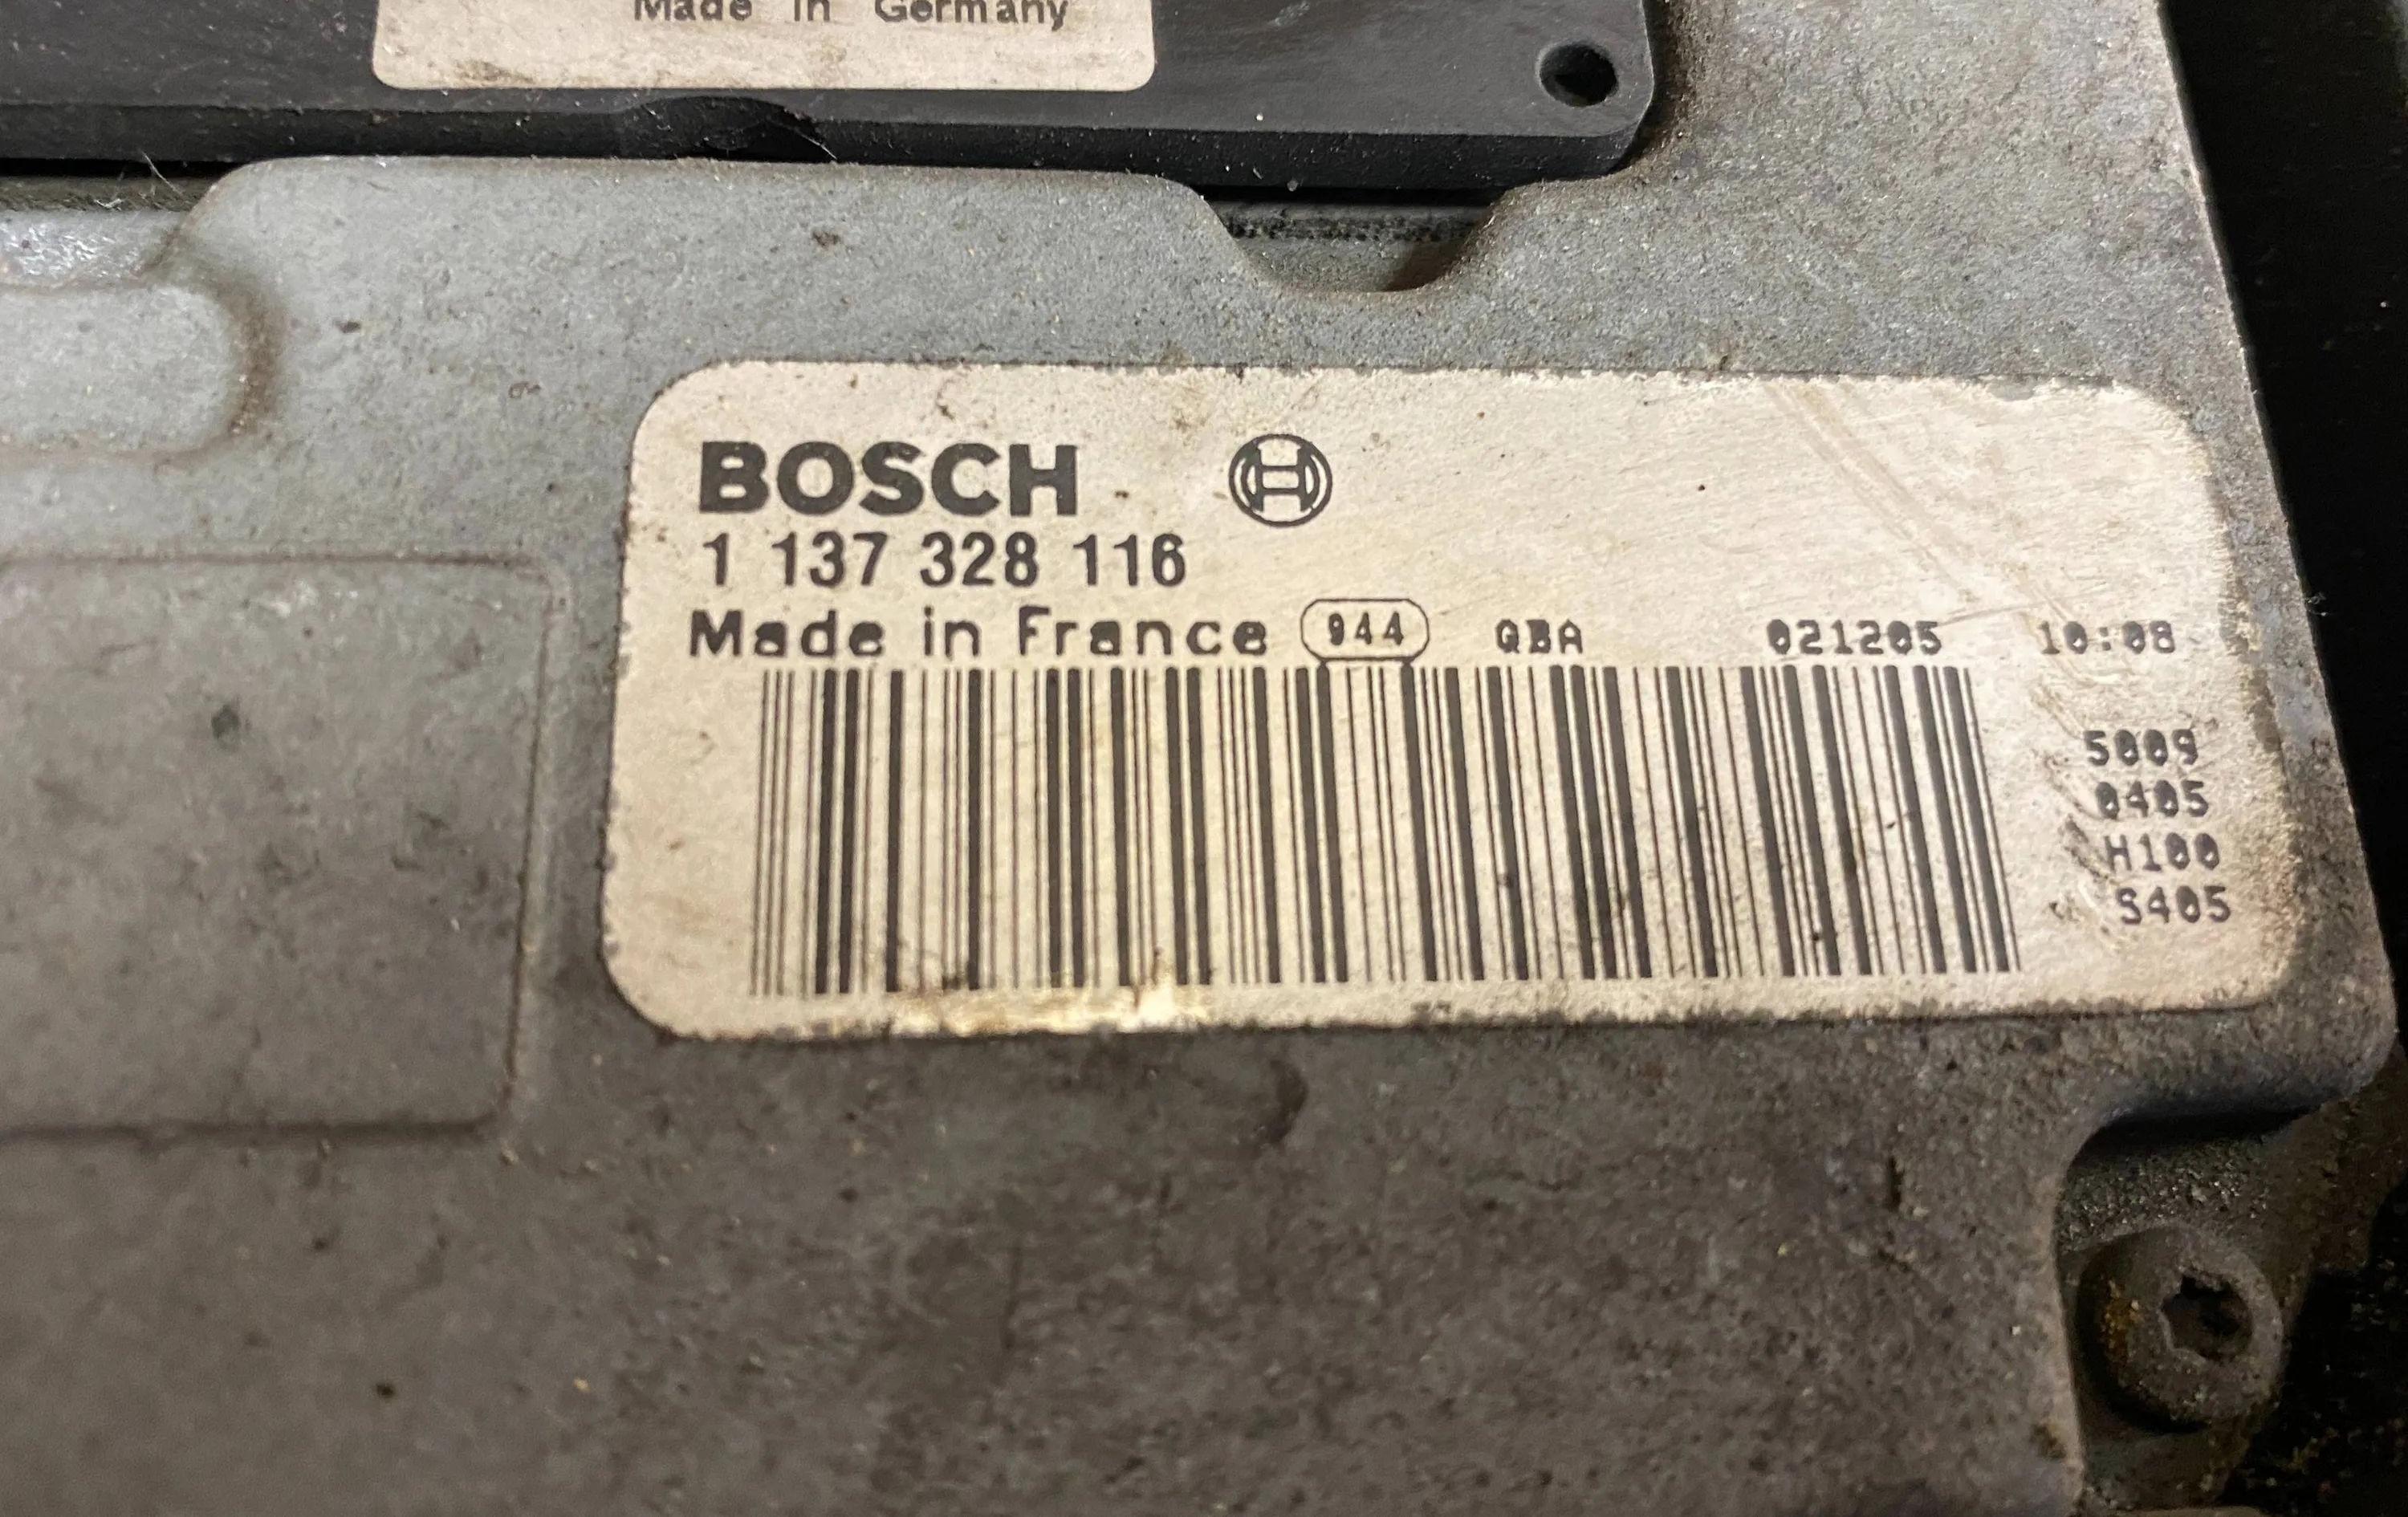 Made in Germany
BOSCH
1 137 328 116
Made in France 944 QBA 021205 10:08
5009
0405
H100
S405